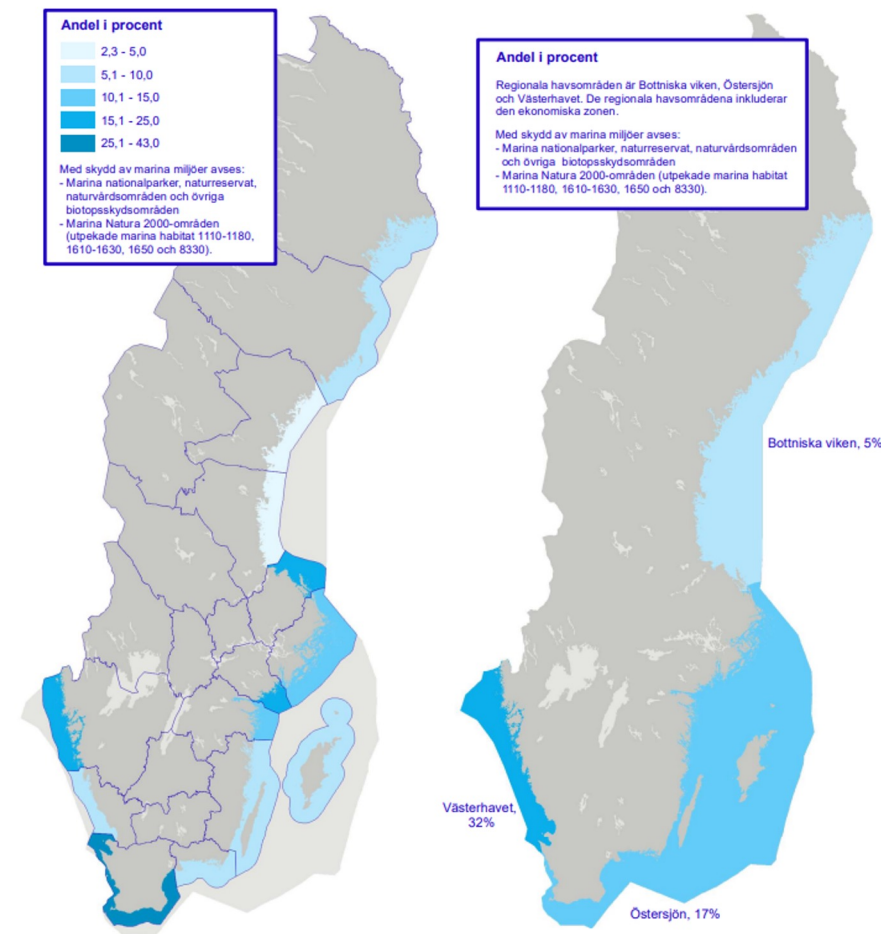 Andel i procent
2,3 - 5,0
5,1 - 10,0
10,1 - 15,0
15,1 - 25,0
25,1 - 43,0
Med skydd av marina miljöer avses:
- Marina nationalparker, naturreservat,
naturvårdsområden och övriga
biotopsskydsområden
- Marina Natura 2000-områden
(utpekade marina habitat 1110-1180,
1610-1630, 1650 och 8330).
Andel i procent
Regionala havsområden är Bottniska viken, Östersjön
och Västerhavet. De regionala havsområdena inkluderar
den ekonomiska zonen.
Med skydd av marina miljöer avses:
- Marina nationalparker, naturreservat, naturvårdsområden
och övriga biotopsskydsområden
- Marina Natura 2000-områden (utpekade marina habitat
1110-1180, 1610-1630, 1650 och 8330).
Bottniska viken, 5%
Västerhavet,
32%
Östersjön, 17%